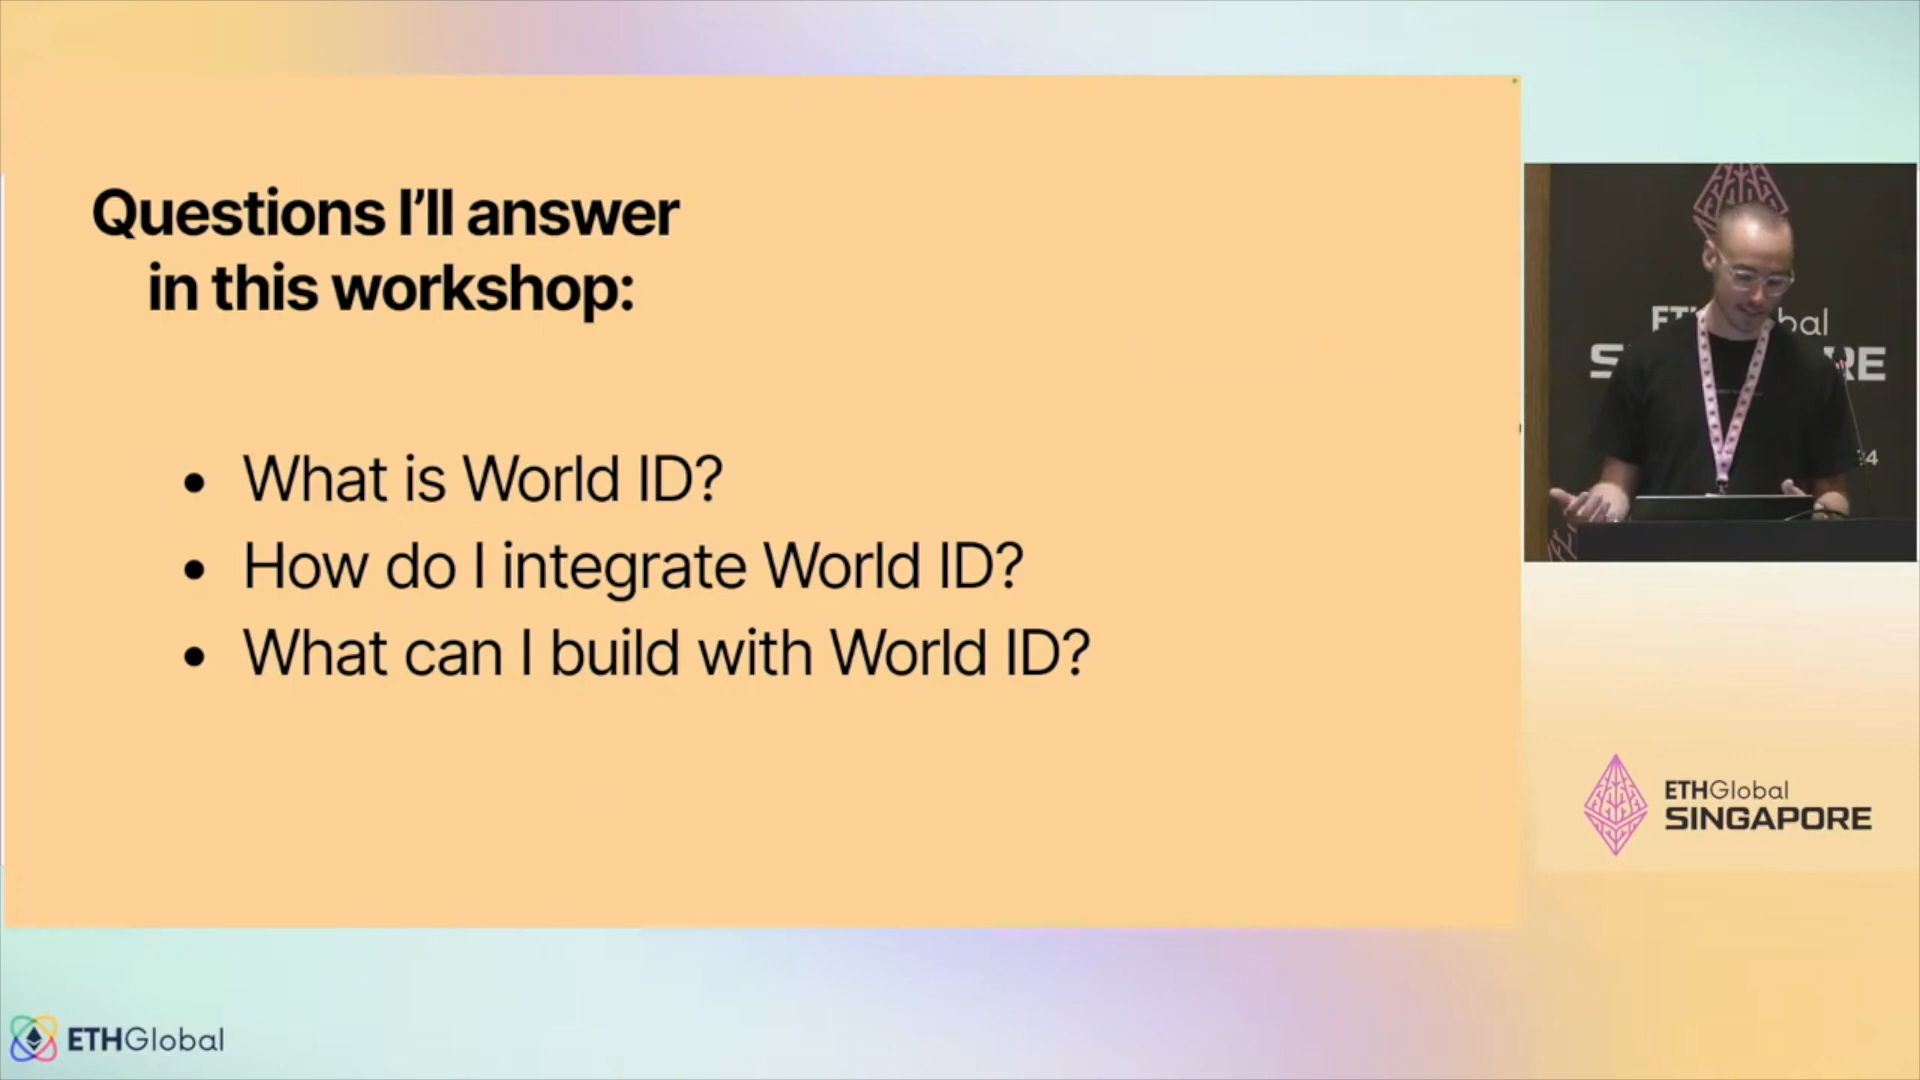 Questions I'll answer
in this workshop:
• What is World ID?
• How do I integrate World ID?
• What can I build with World ID?
ETHGlobal
SINGAPORE
ETHGlobal